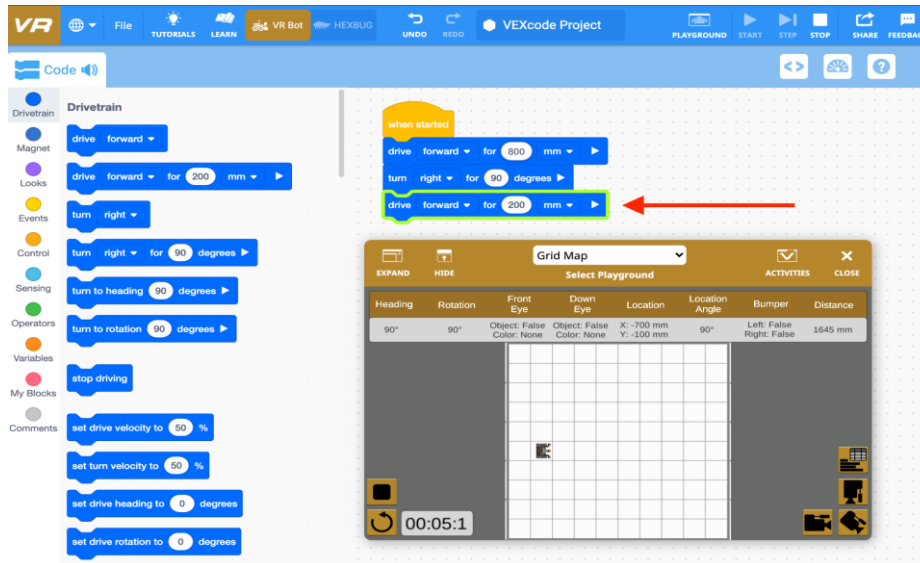 VR File TUTORIALS LEARN VR Bot HEXBUG UNDO REDO VEXcode Project PLAYGROUND START STEP STOP SHARE FEEDBAC
Code
Drivetrain
Magnet
Looks
Events
Control
Sensing
Operators
Variables
My Blocks
Comments
Drivetrain
drive forward
drive forward for 200 mm
turn right
turn right for 90 degrees
turn to heading 90 degrees
turn to rotation 90 degrees
stop driving
set drive velocity to 50 %
set turn velocity to 50 %
set drive heading to 0 degrees
set drive rotation to 0 degrees
when started
drive forward for 800 mm
turn right for 90 degrees
drive forward for 200 mm
EXPAND HIDE Grid Map ACTIVITIES CLOSE
Select Playground
Heading Rotation Front Eye Down Eye Location Location Angle Bumper Distance
90° 90° Object: False Object: False X: -700 mm 90° Left: False 1645 mm
Color: None Color: None Y: -100 mm Right: False
00:05:1